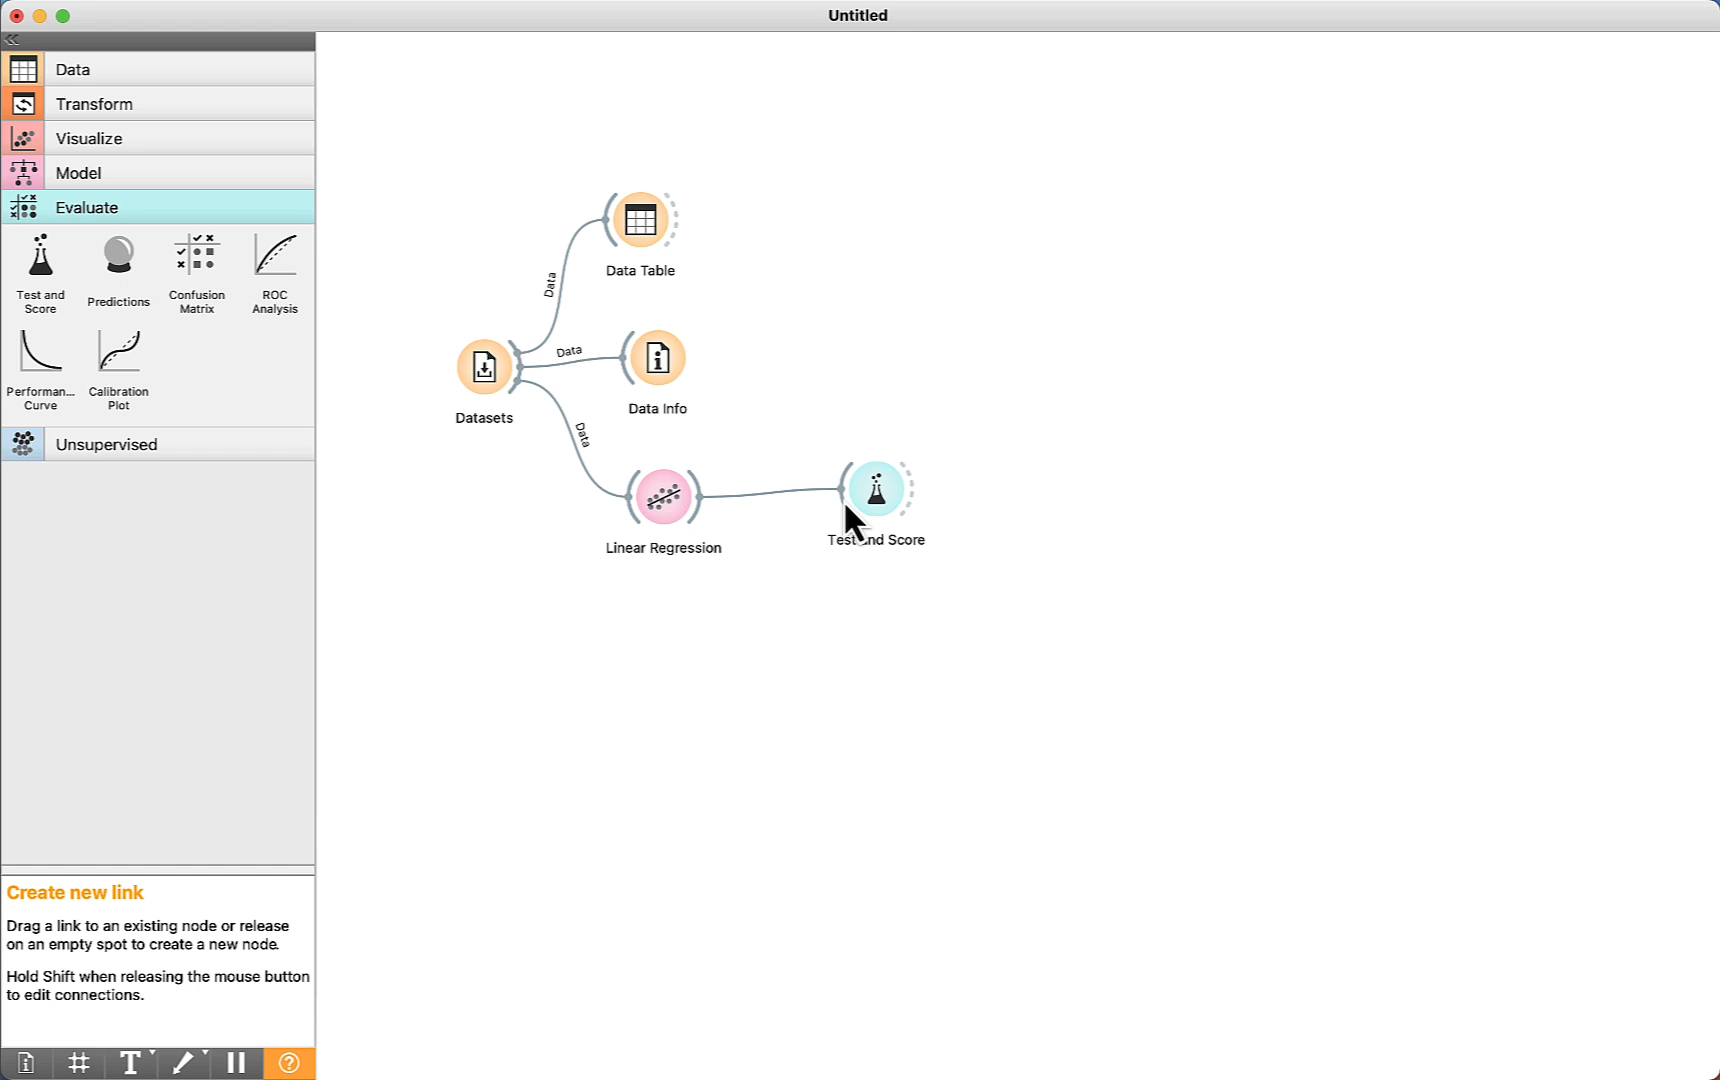 Untitled
Data
Transform
Visualize
Model
Evaluate
Test and
Score
Predictions
Confusion
Matrix
ROC
Analysis
Performan...
Curve
Calibration
Plot
Unsupervised
Data Table
Data
Data
Data Info
Datasets
Data
Linear Regression
Test and Score
Create new link
Drag a link to an existing node or release
on an empty spot to create a new node.
Hold Shift when releasing the mouse button
to edit connections.